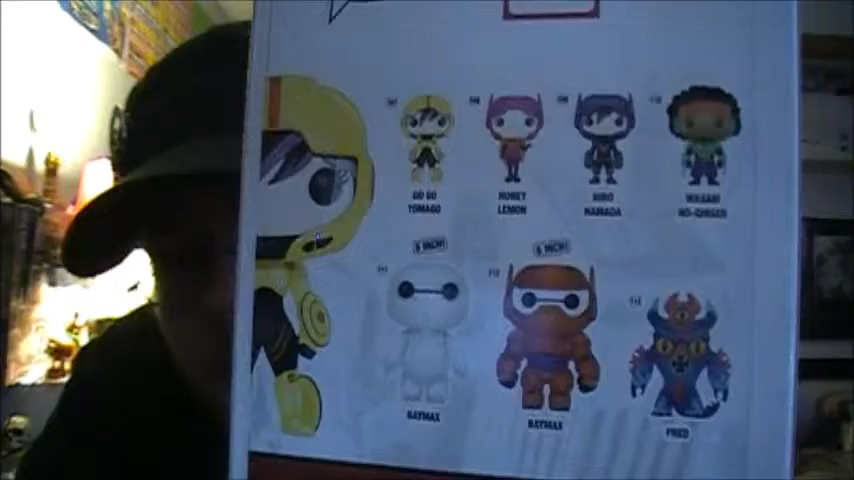 GO GO
TOMAGO
HONEY
LEMON
HIRO
HAMADA
WASABI
NO-GINGER
6 INCH!
6 INCH!
BAYMAX
BAYMAX
FRED